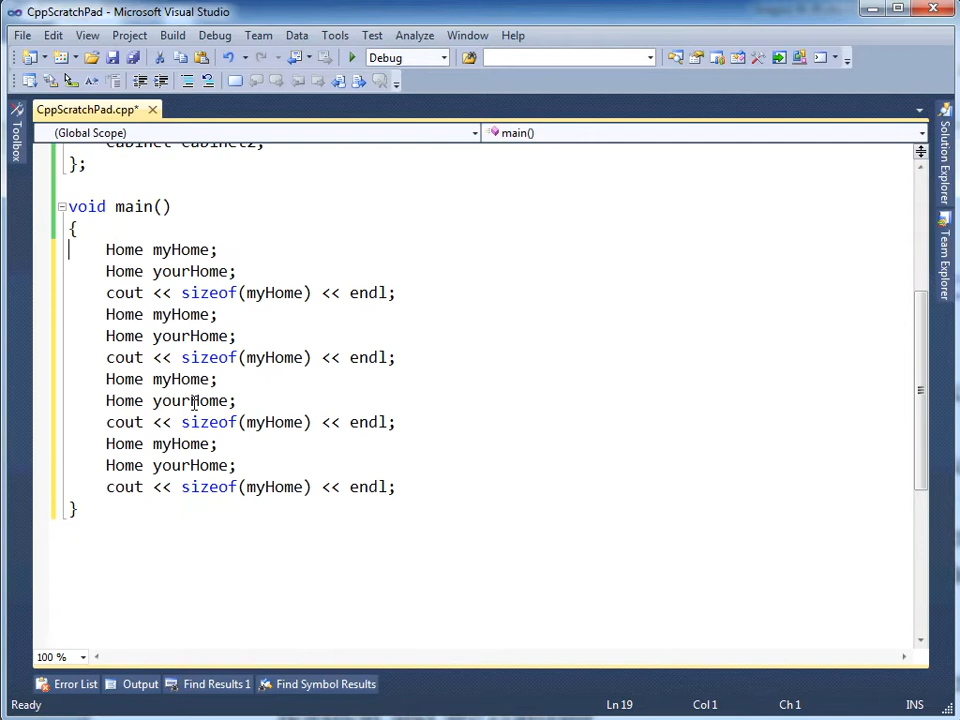 CppScratchPad - Microsoft Visual Studio
File Edit View Project Build Debug Team Data Tools Test Analyze Window Help
Debug
CppScratchPad.cpp*
(Global Scope) main()
Cabinet cabinet2;
};
void main()
{
Home myHome;
Home yourHome;
cout << sizeof(myHome) << endl;
Home myHome;
Home yourHome;
cout << sizeof(myHome) << endl;
Home myHome;
Home yourHome;
cout << sizeof(myHome) << endl;
Home myHome;
Home yourHome;
cout << sizeof(myHome) << endl;
}
Toolbox
Solution Explorer
Team Explorer
100 %
Error List Output Find Results 1 Find Symbol Results
Ready Ln 19 Col 1 Ch 1 INS